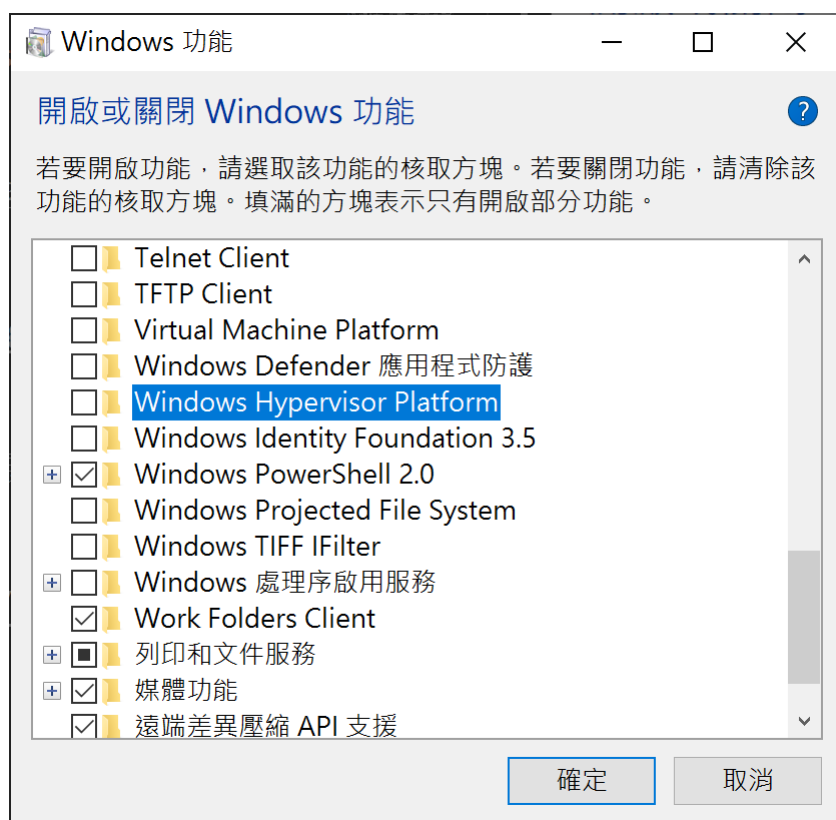 Windows 功能
開啟或關閉 Windows 功能
若要開啟功能，請選取該功能的核取方塊。若要關閉功能，請清除該
功能的核取方塊。填滿的方塊表示只有開啟部分功能。
Telnet Client
TFTP Client
Virtual Machine Platform
Windows Defender 應用程式防護
Windows Hypervisor Platform
Windows Identity Foundation 3.5
Windows PowerShell 2.0
Windows Projected File System
Windows TIFF IFilter
Windows 處理序啟用服務
Work Folders Client
列印和文件服務
媒體功能
遠端差異壓縮 API 支援
確定 取消